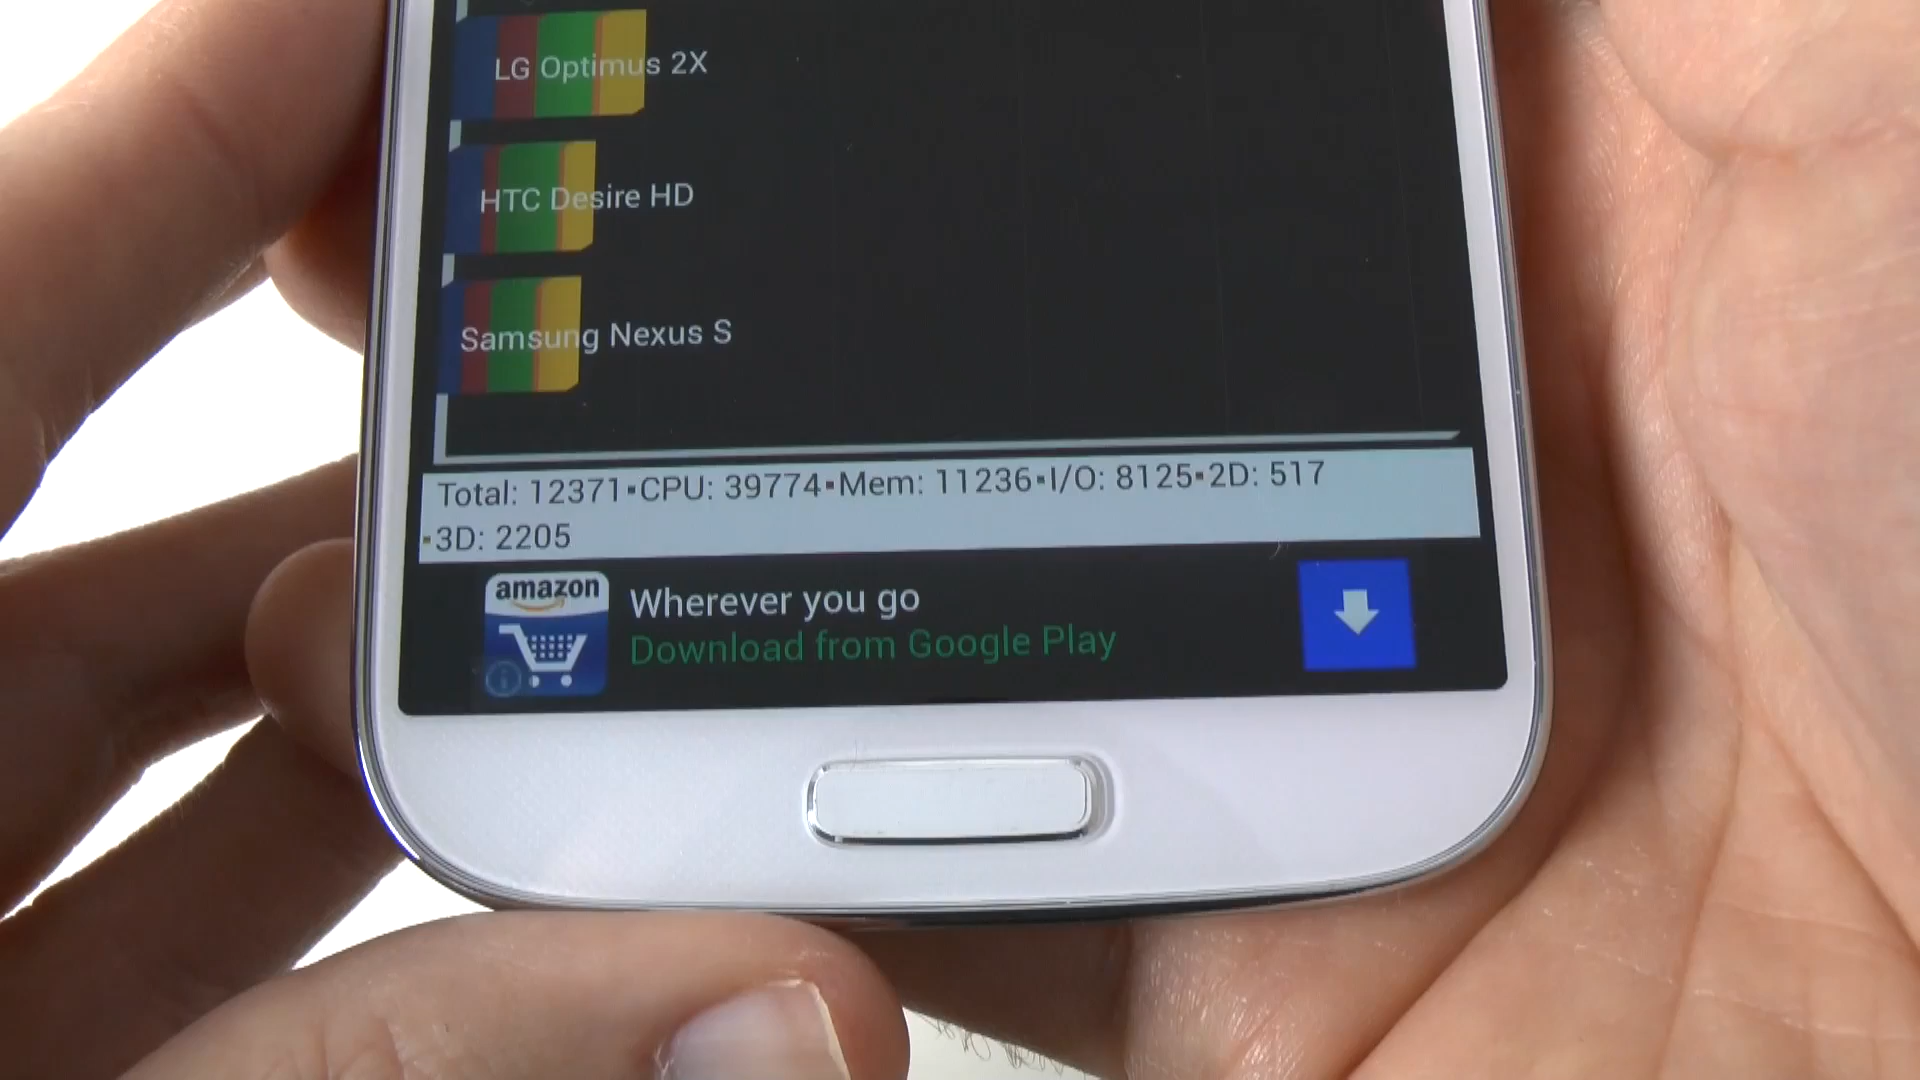 LG Optimus 2X
HTC Desire HD
Samsung Nexus S
Total: 12371▪CPU: 39774▪Mem: 11236▪I/O: 8125▪2D: 517
▪3D: 2205
amazon
Wherever you go
Download from Google Play